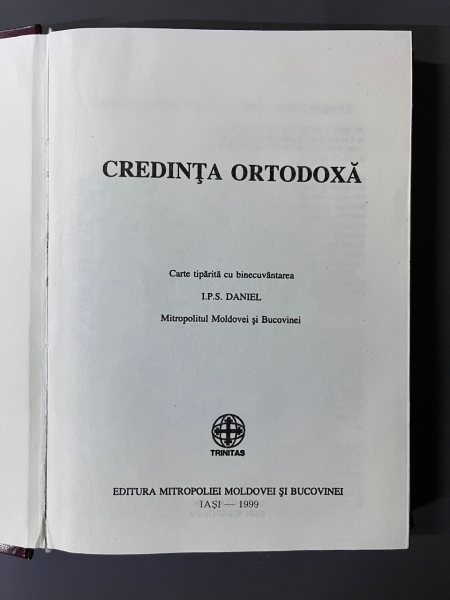 CREDINŢA ORTODOXĂ
Carte tipărită cu binecuvântarea
I.P.S. DANIEL
Mitropolitul Moldovei şi Bucovinei
TRINITAS
EDITURA MITROPOLIEI MOLDOVEI ŞI BUCOVINEI
IAŞI — 1999